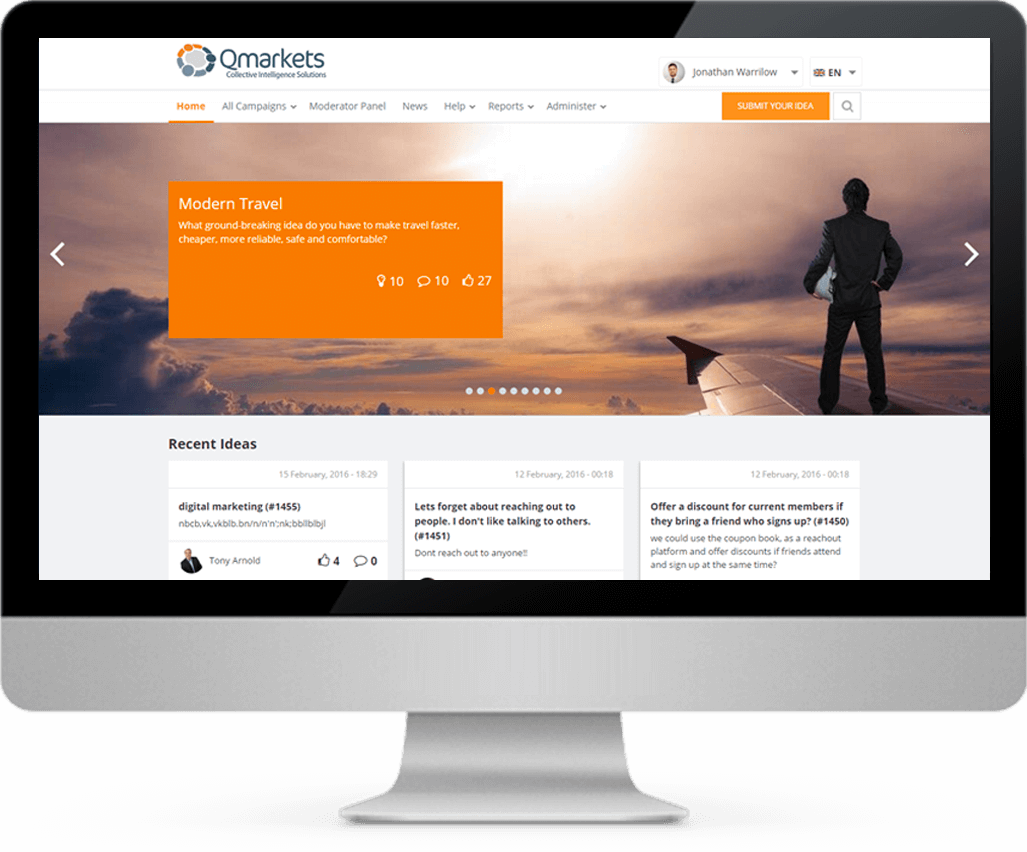 Qmarkets
Collective Intelligence Solutions
Jonathan Warrilow
EN
Home All Campaigns Moderator Panel News Help Reports Administer
SUBMIT YOUR IDEA
Modern Travel
What ground-breaking idea do you have to make travel faster,
cheaper, more reliable, safe and comfortable?
10 10 27
Recent Ideas
15 February, 2016 - 18:29
digital marketing (#1455)
nbcb,vk,vkblb.bn/n/n'n';nk;bbllblbjl
Tony Arnold 4 0
12 February, 2016 - 00:18
Lets forget about reaching out to
people. I don't like talking to others.
(#1451)
Dont reach out to anyone!!
12 February, 2016 - 00:18
Offer a discount for current members if
they bring a friend who signs up? (#1450)
we could use the coupon book, as a reachout
platform and offer discounts if friends attend
and sign up at the same time?